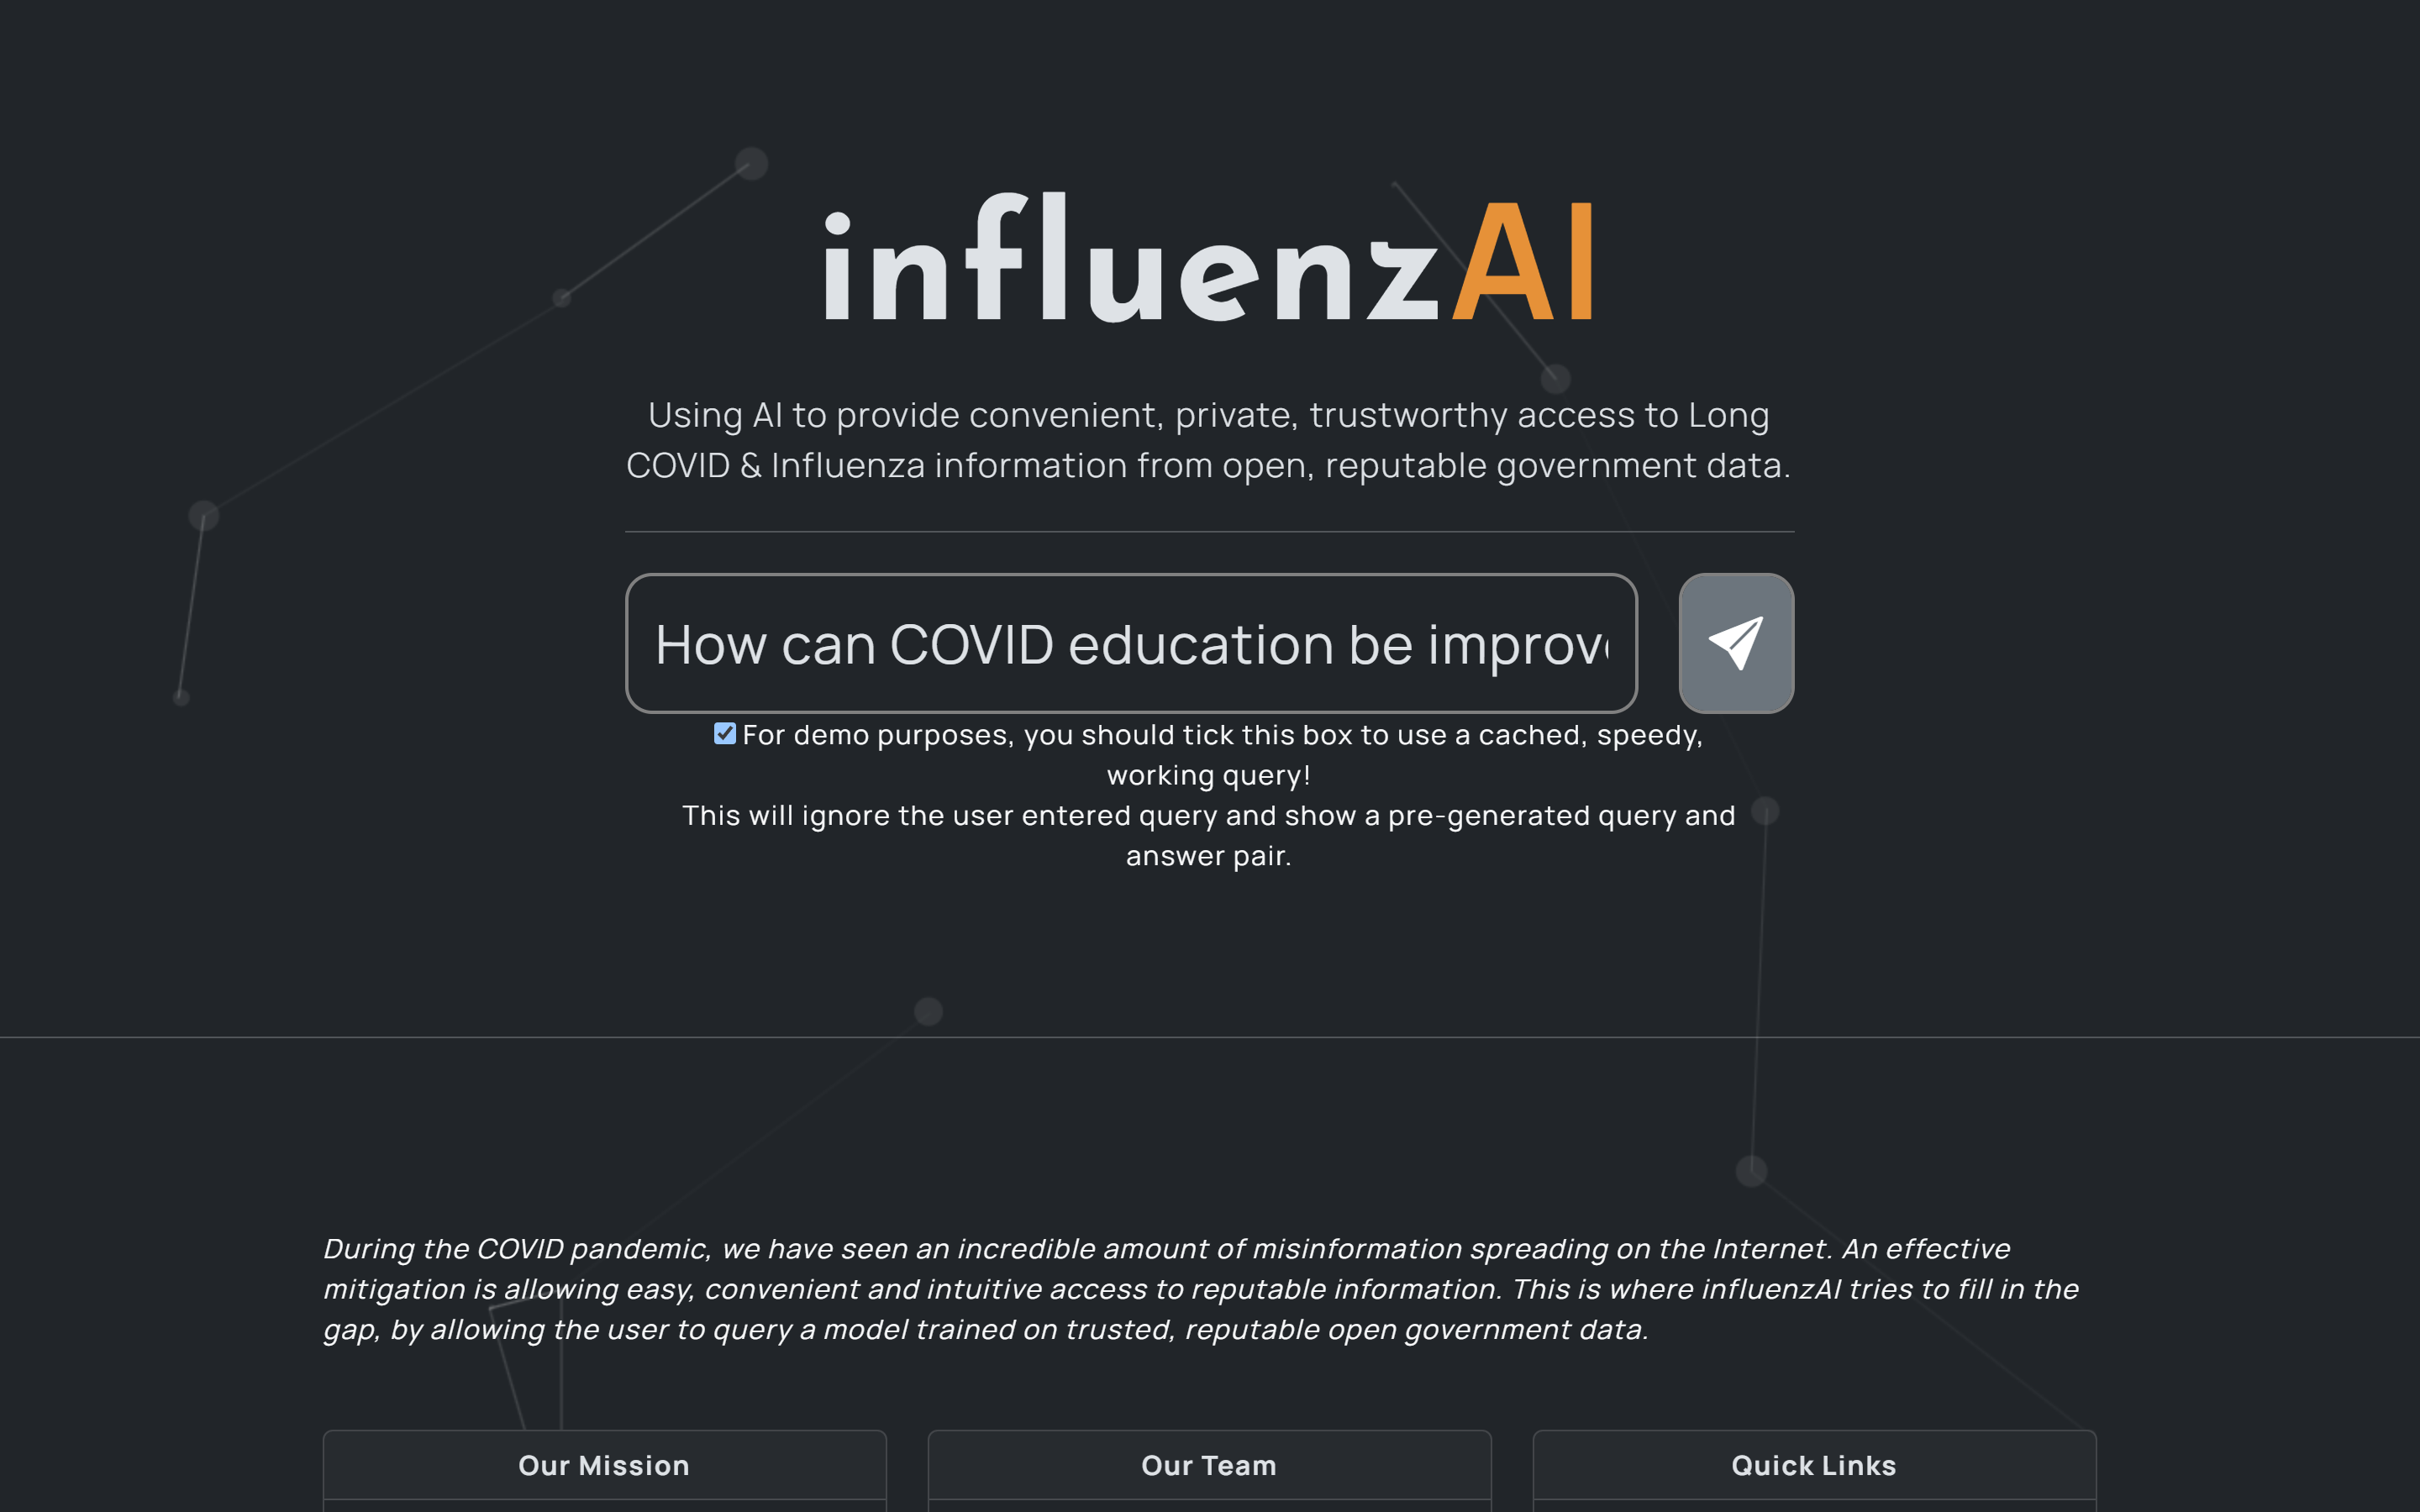 influenzAI
Using AI to provide convenient, private, trustworthy access to Long
COVID & Influenza information from open, reputable government data.
How can COVID education be
For demo purposes, you should tick this box to use a cached, speedy,
working query!
This will ignore the user entered query and show a pre-generated query and
answer pair.
During the COVID pandemic, we have seen an incredible amount of misinformation spreading on the Internet. An effective
mitigation is allowing easy, convenient and intuitive access to reputable information. This is where influenzAI tries to fill in the
gap, by allowing the user to query a model trained on trusted, reputable open government data.
Our Mission
Our Team
Quick Links